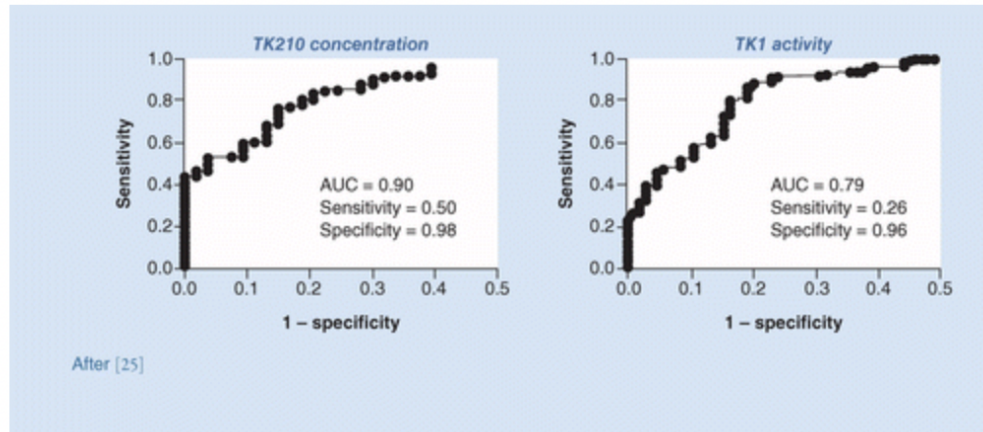 TK210 concentration
1.0
0.8
0.6
0.4
0.2
0.0
Sensitivity
AUC = 0.90
Sensitivity = 0.50
Specificity = 0.98
0.0 0.1 0.2 0.3 0.4 0.5
1 – specificity
TK1 activity
1.0
0.8
0.6
0.4
0.2
0.0
Sensitivity
AUC = 0.79
Sensitivity = 0.26
Specificity = 0.96
0.0 0.1 0.2 0.3 0.4 0.5
1 – specificity
After [25]